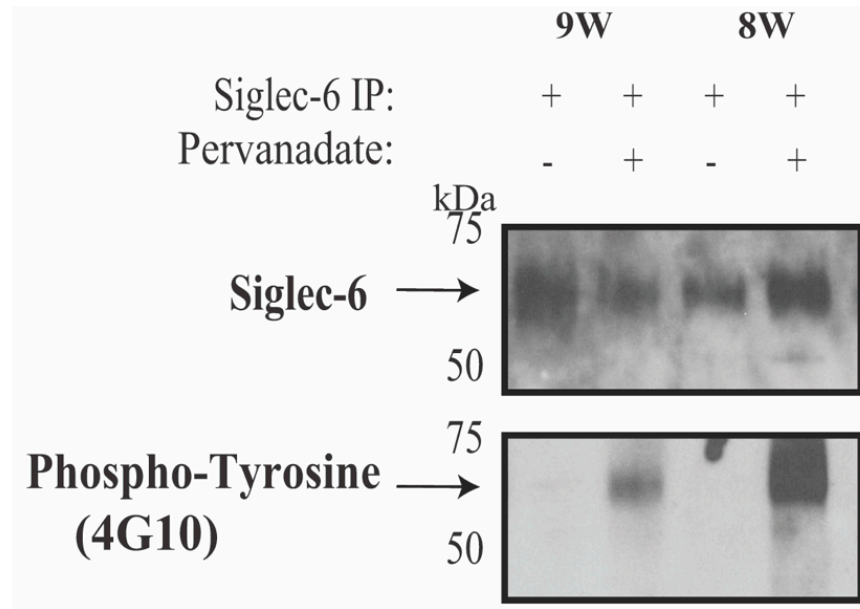 9W 8W
Siglec-6 IP: + + + +
Pervanadate: - + - +
kDa
75
Siglec-6
50
75
Phospho-Tyrosine
(4G10)
50